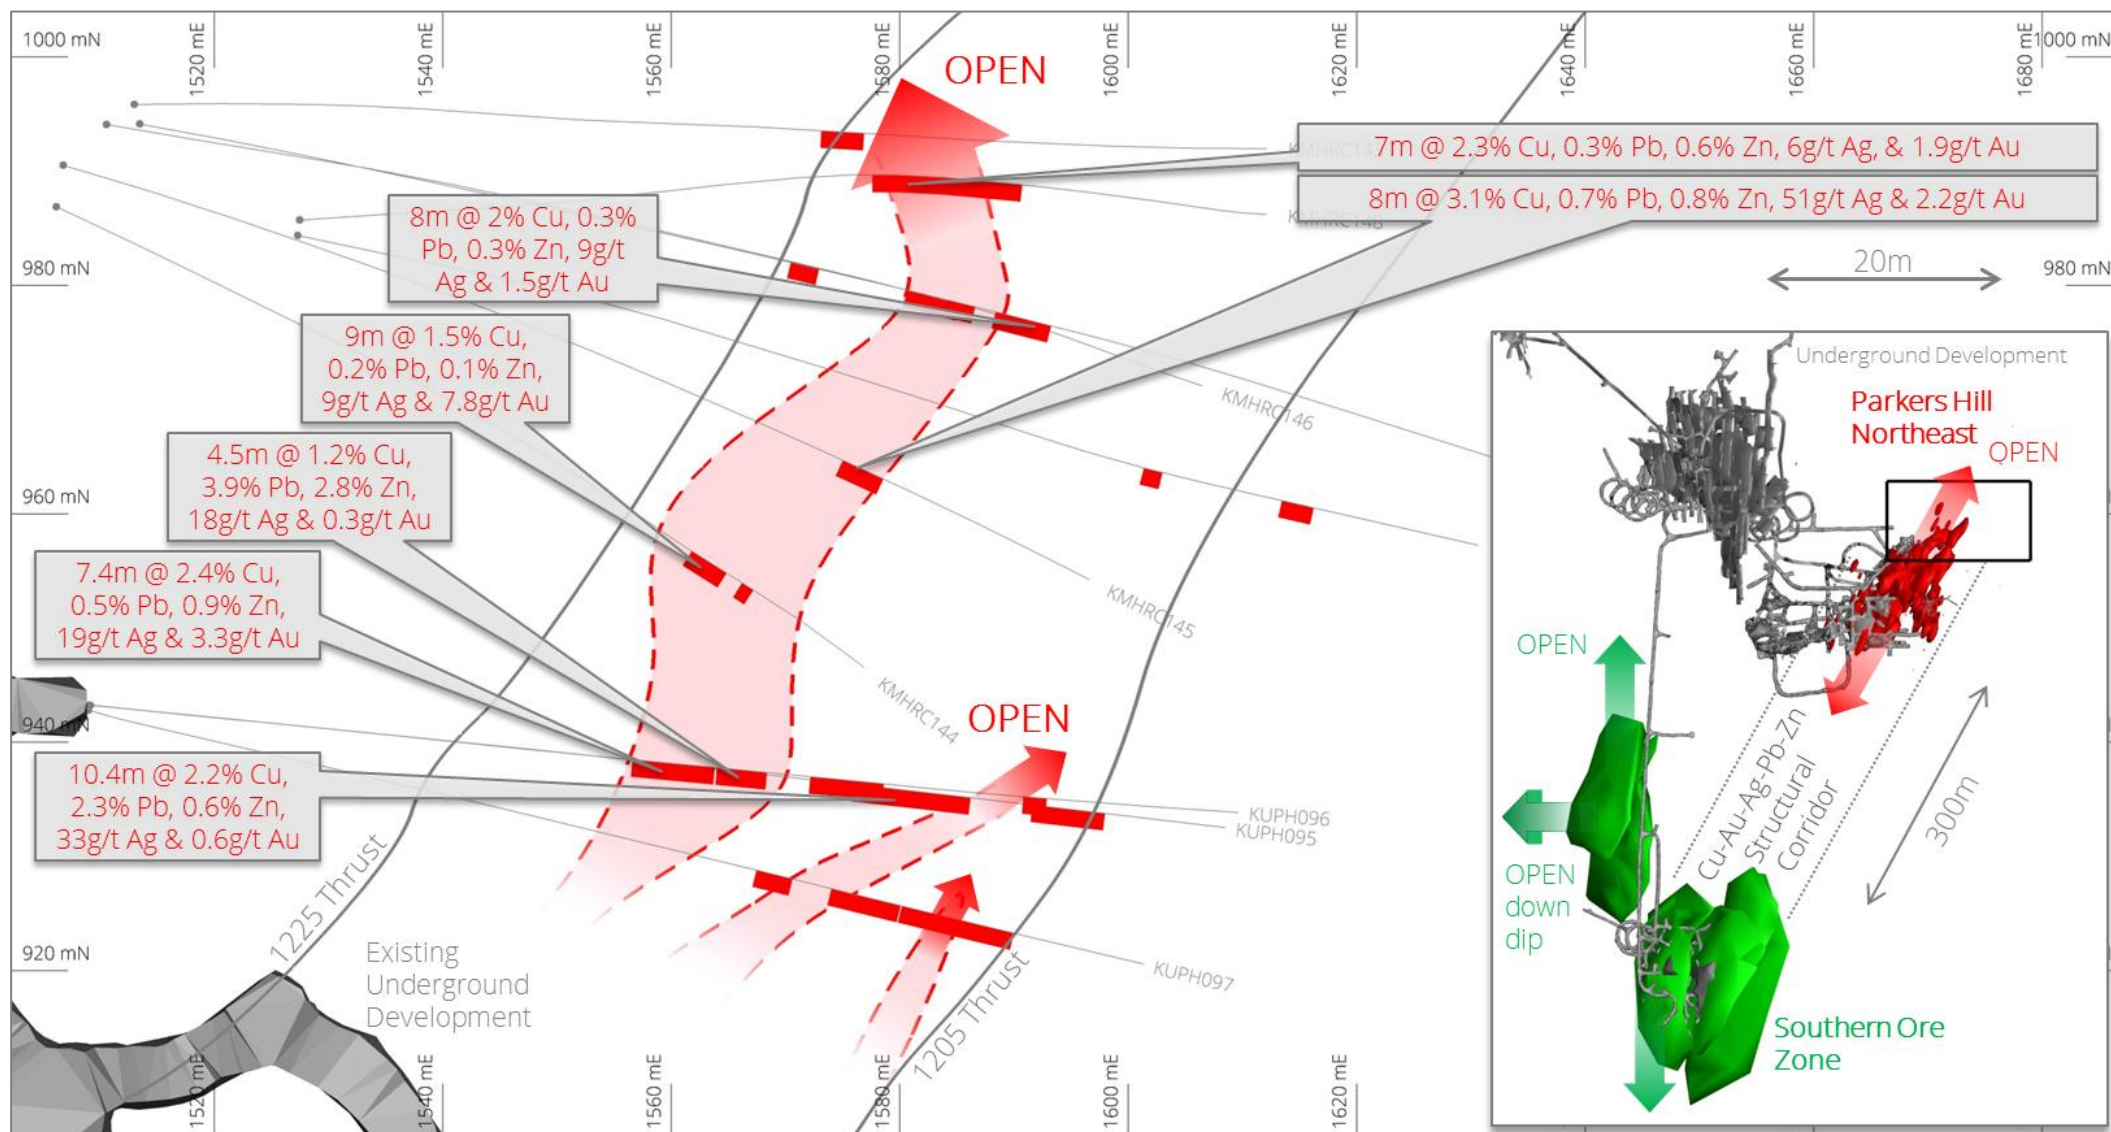 1000 mN
1520 mE
1540 mE
1560 mE
1580 mE
1600 mE
1620 mE
1640 mE
1660 mE
1680 mE
1000 mN
OPEN
7m @ 2.3% Cu, 0.3% Pb, 0.6% Zn, 6g/t Ag, & 1.9g/t Au
8m @ 3.1% Cu, 0.7% Pb, 0.8% Zn, 51g/t Ag & 2.2g/t Au
KMHRC148
8m @ 2% Cu, 0.3%
Pb, 0.3% Zn, 9g/t
Ag & 1.5g/t Au
980 mN
20m
980 mN
9m @ 1.5% Cu,
0.2% Pb, 0.1% Zn,
9g/t Ag & 7.8g/t Au
KMHRC146
4.5m @ 1.2% Cu,
3.9% Pb, 2.8% Zn,
18g/t Ag & 0.3g/t Au
960 mN
7.4m @ 2.4% Cu,
0.5% Pb, 0.9% Zn,
19g/t Ag & 3.3g/t Au
KMHRC145
KMHRC144
OPEN
940 mN
10.4m @ 2.2% Cu,
2.3% Pb, 0.6% Zn,
33g/t Ag & 0.6g/t Au
KUPH096
KUPH095
1225 Thrust
920 mN
Existing
Underground
Development
KUPH097
1205 Thrust
1520 mE
1540 mE
1560 mE
1580 mE
1600 mE
1620 mE
Underground Development
Parkers Hill
Northeast
OPEN
OPEN
Cu-Au-Ag-Pb-Zn
Structural
Corridor
300m
OPEN
down
dip
Southern Ore
Zone